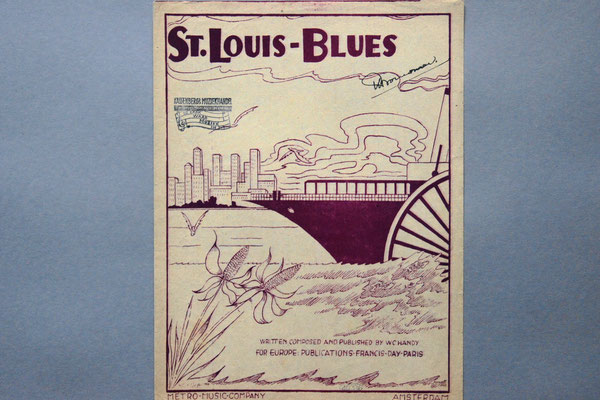 ST. LOUIS-BLUES
WRITTEN COMPOSED AND PUBLISHED BY W C HANDY
FOR EUROPE: PUBLICATIONS-FRANCIS-DAY-PARIS
METRO-MUSIC-COMPANY AMSTERDAM